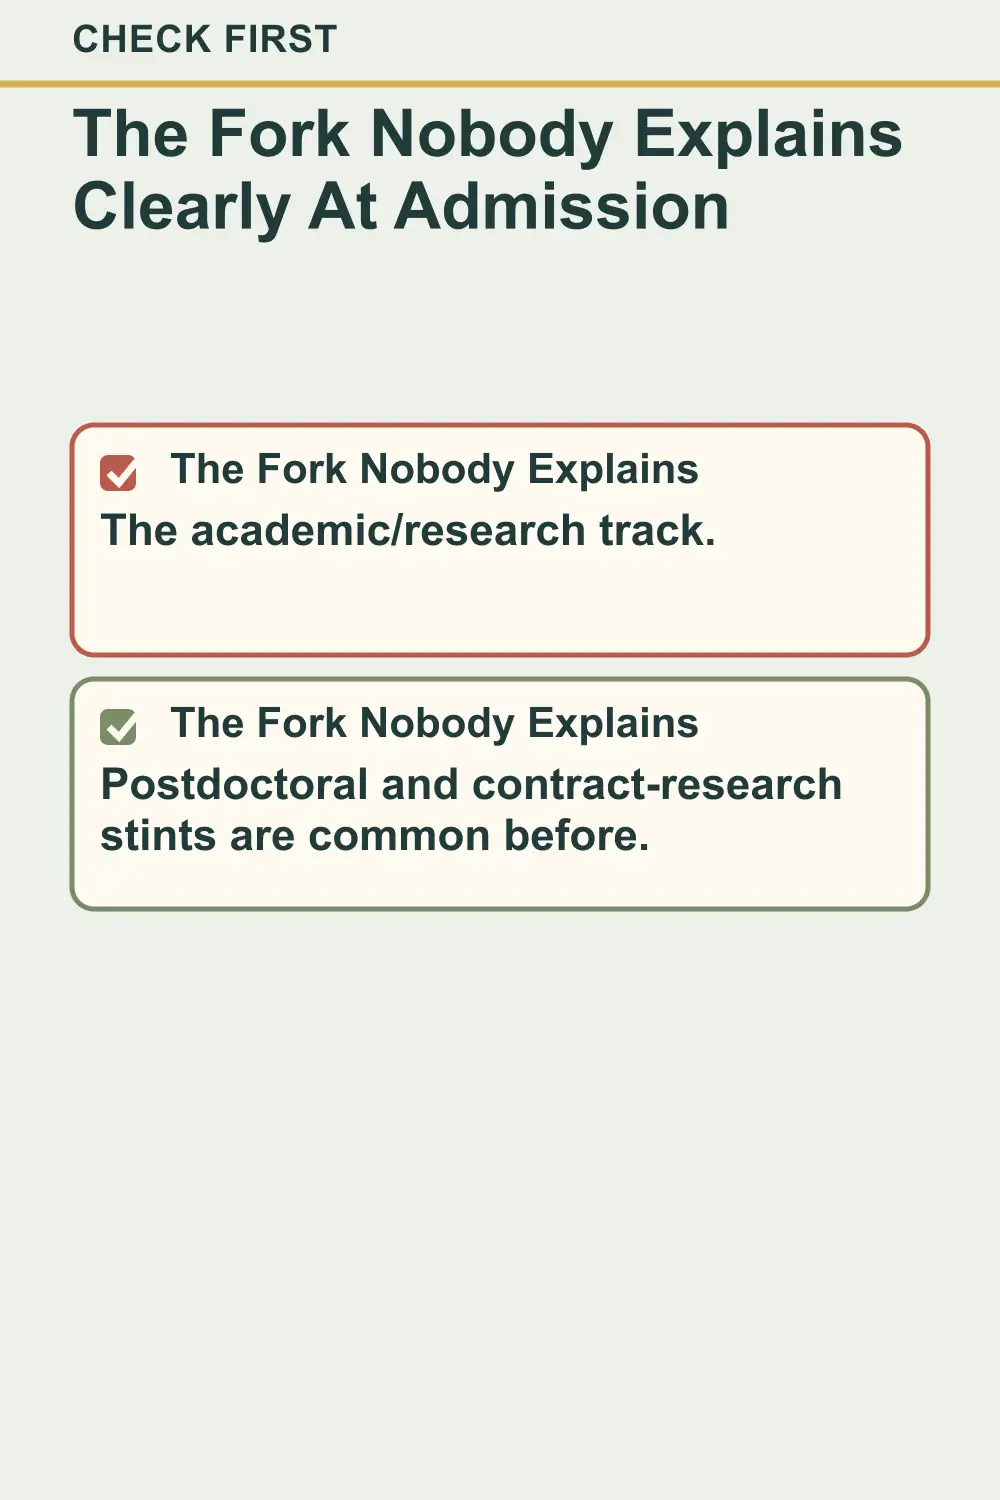 CHECK FIRST
The Fork Nobody Explains
Clearly At Admission
The Fork Nobody Explains
The academic/research track.
The Fork Nobody Explains
Postdoctoral and contract-research
stints are common before.